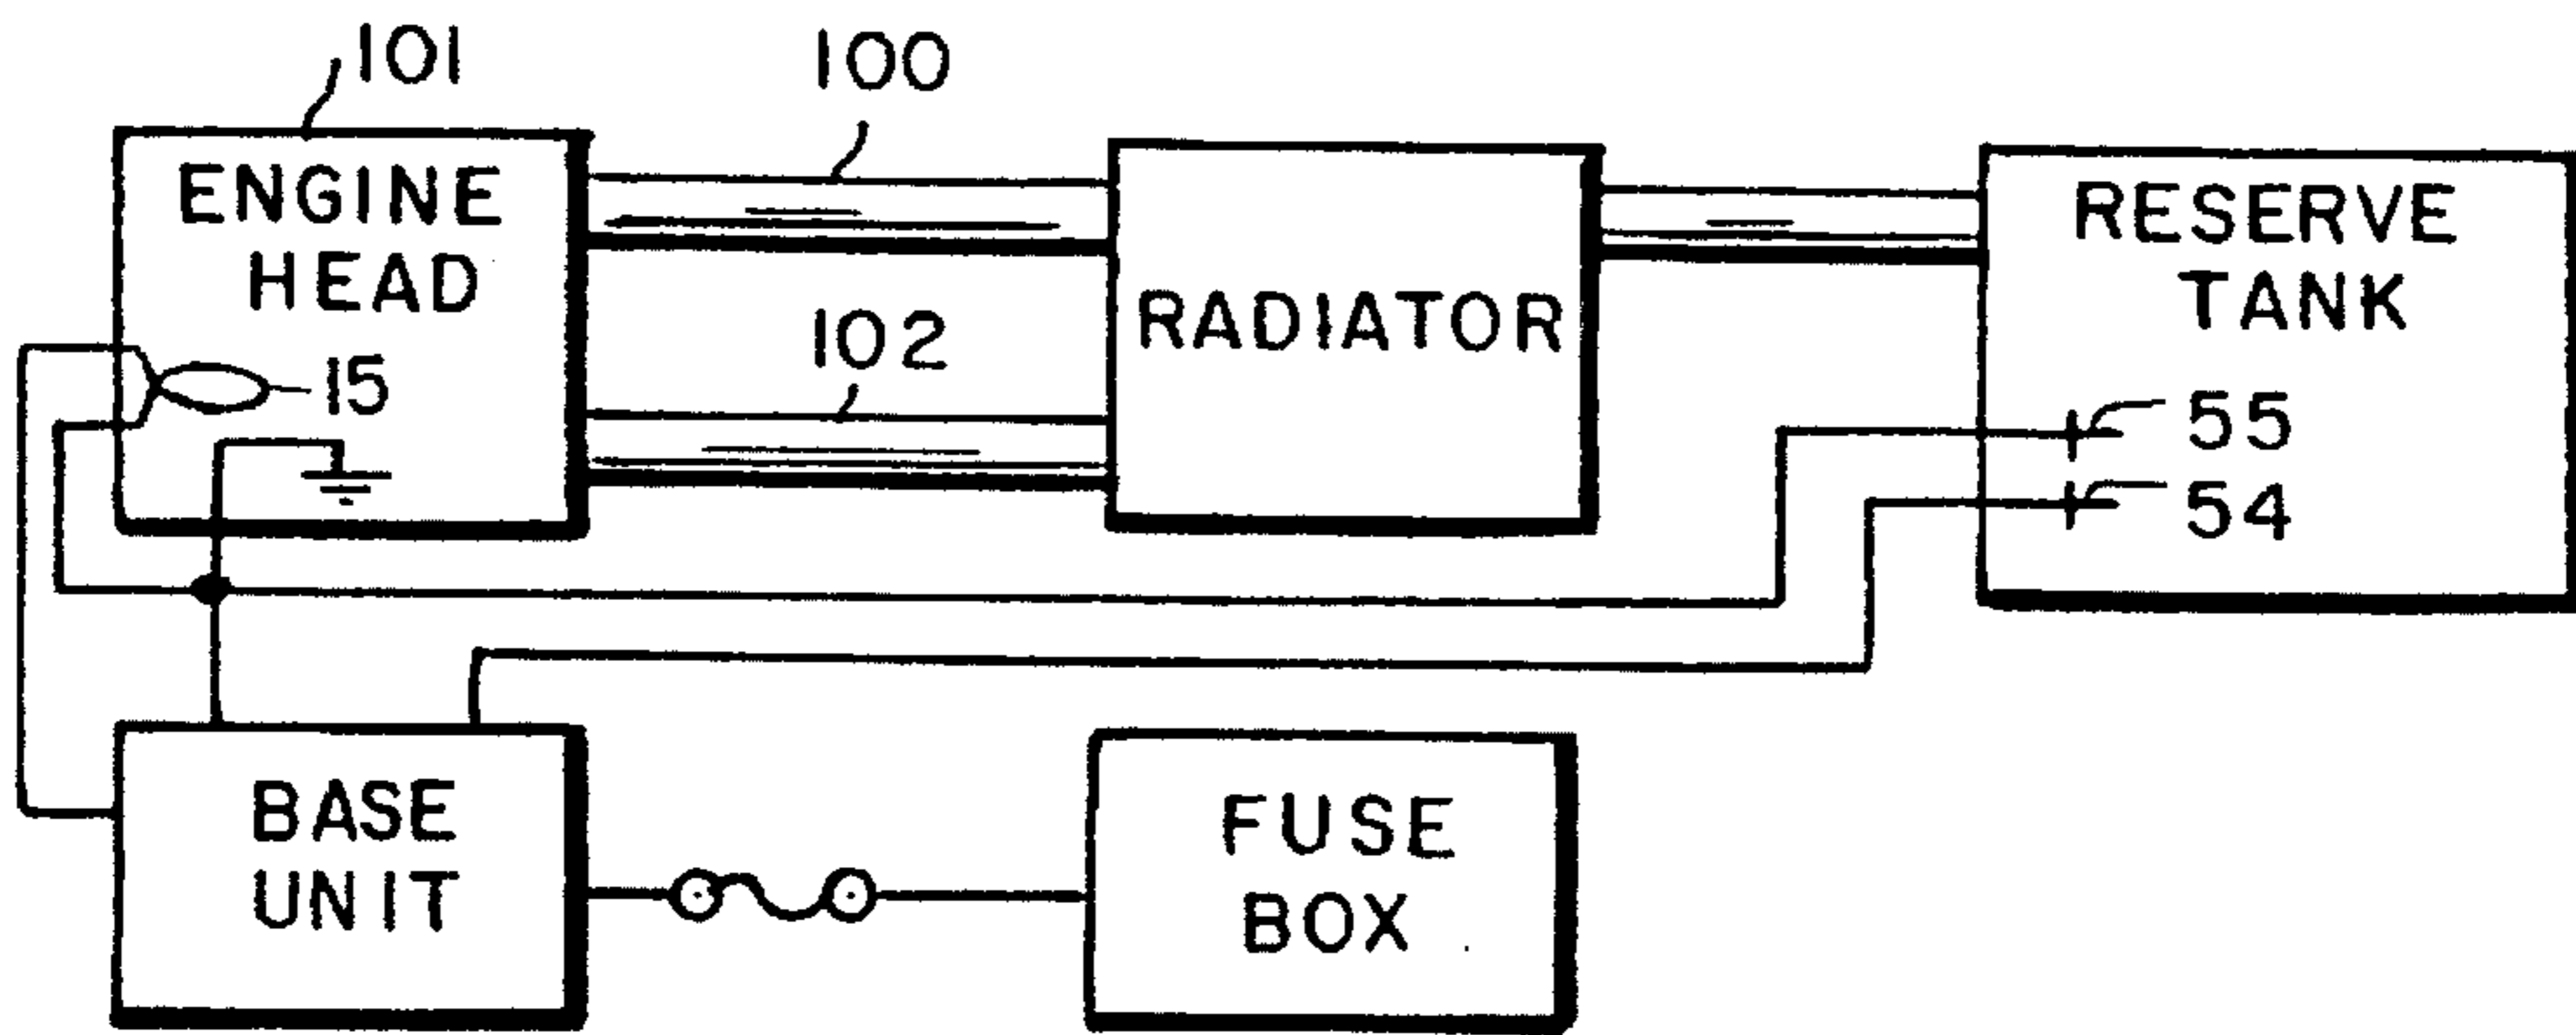 101
100
ENGINE
HEAD
RADIATOR
RESERVE
TANK
102
15
55
54
BASE
UNIT
FUSE
BOX